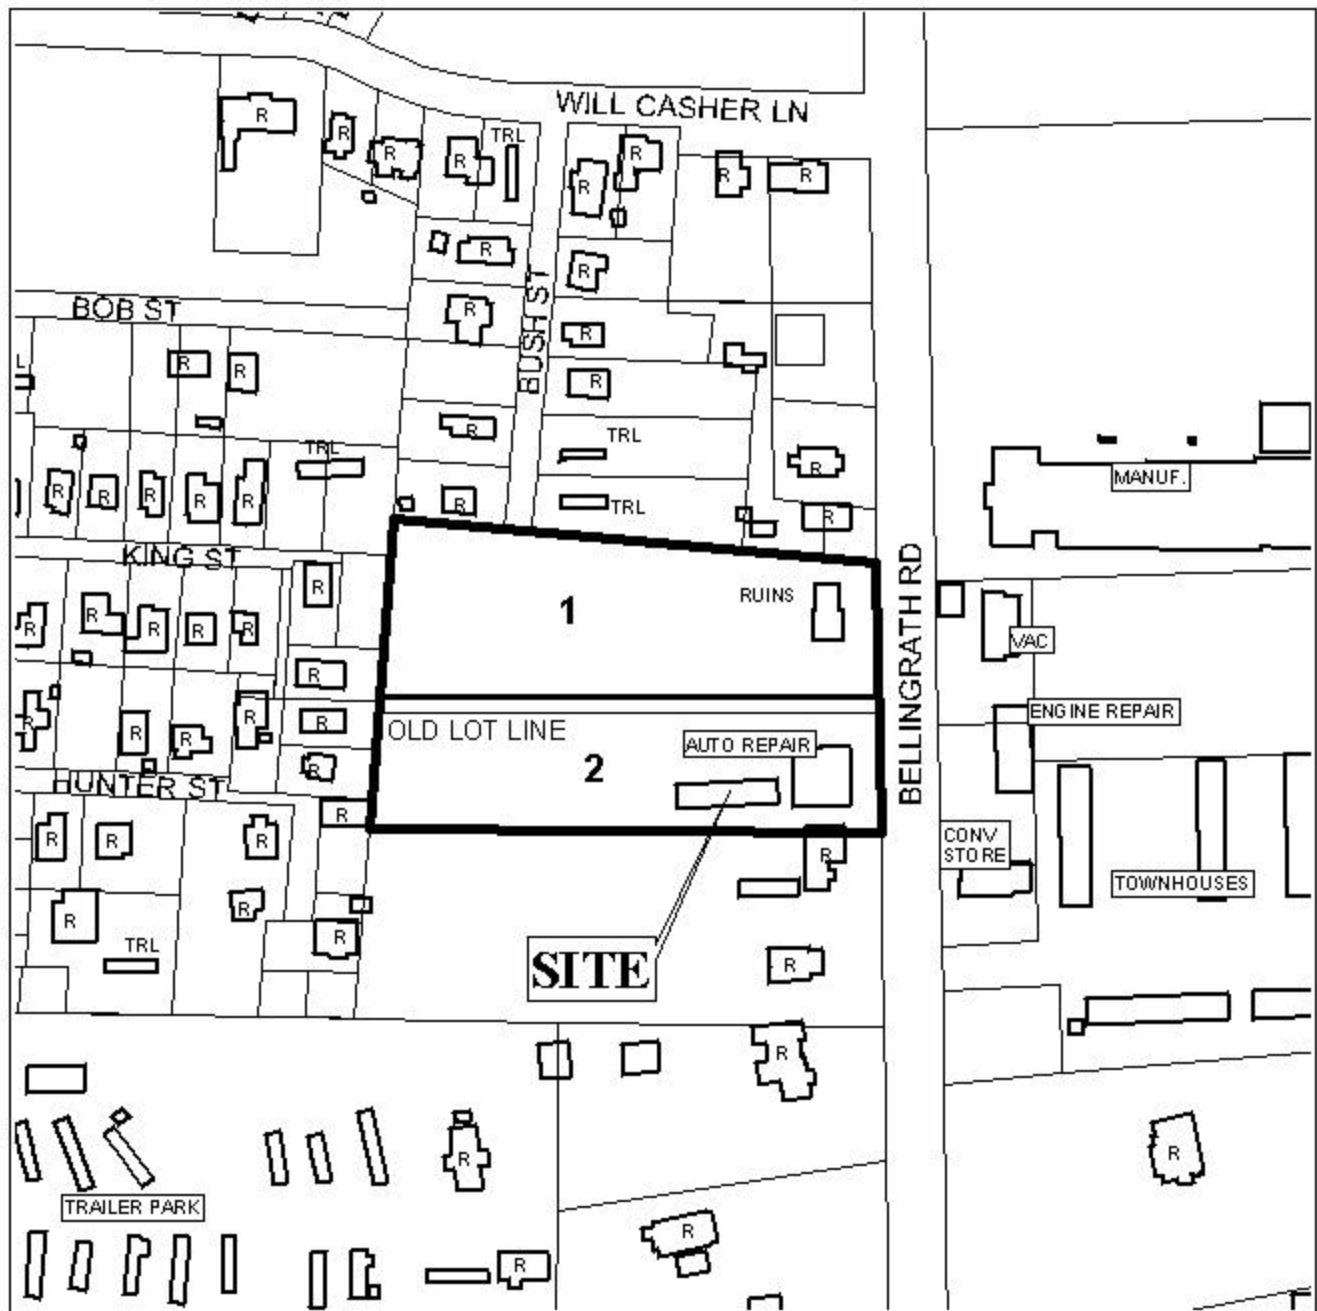 WILL CASHER LN
R
R
R
R
TRL
R
R
R
R
R
R
BUSH ST
BOB ST
R
R
R
R
L
R
R
R
TRL
TRL
R
R
R
R
R
R
TRL
R
R
MANUF.
KING ST
R
RUINS
1
BELLINGRATH RD
VAC
R
R
R
R
R
R
ENGINE REPAIR
OLD LOT LINE
AUTO REPAIR
2
R
R
R
R
R
R
HUNTER ST
R
R
R
R
R
CONV
STORE
TOWNHOUSES
R
R
TRL
R
SITE
R
R
R
R
TRAILER PARK
R
R